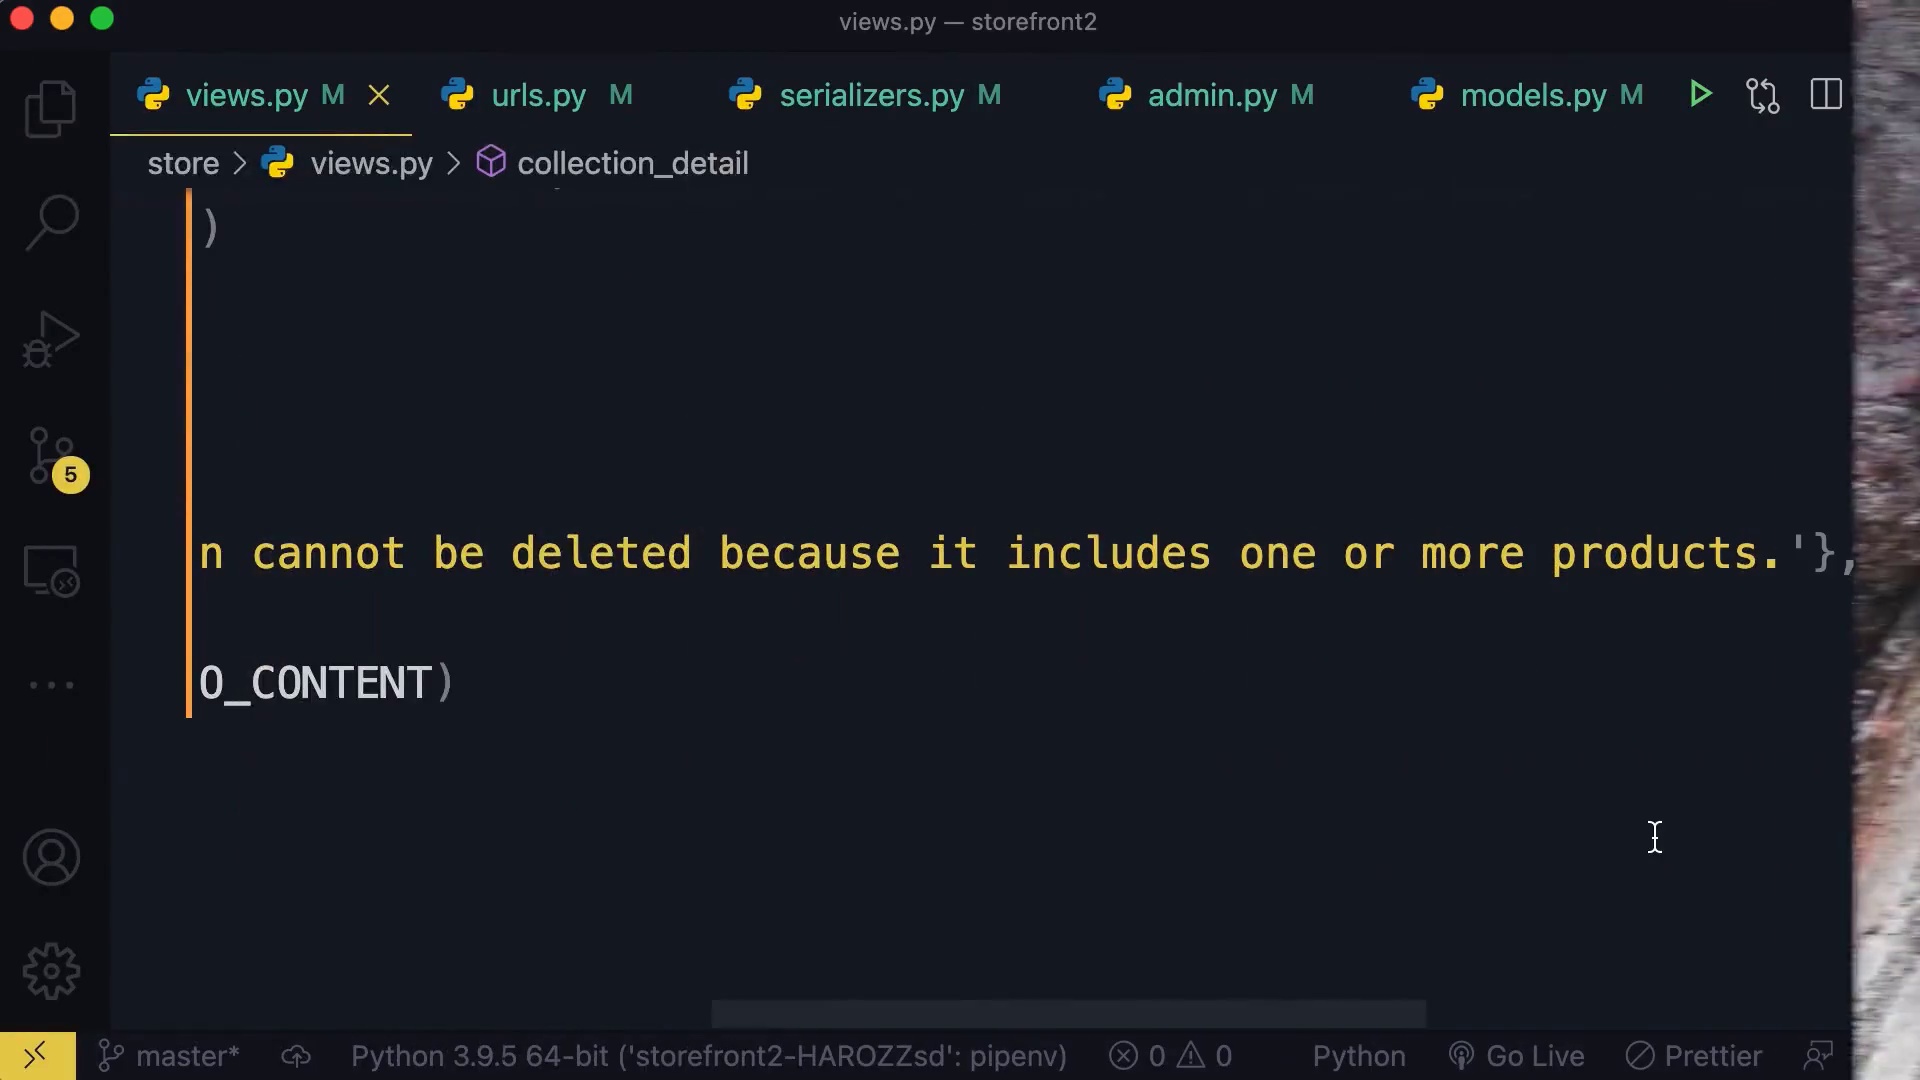 views.py — storefront2
views.py M urls.py M serializers.py M admin.py M models.py M
store > views.py > collection_detail
)
n cannot be deleted because it includes one or more products.'},
O_CONTENT)
5
master* Python 3.9.5 64-bit ('storefront2-HAROZZsd': pipenv) 0 0 Python Go Live Prettier